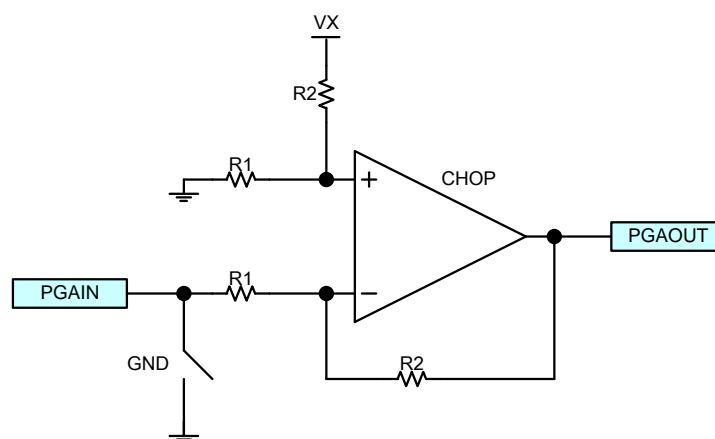 VX
R2
R1
+
CHOP
PGAOUT
PGAIN
R1
−
GND
R2